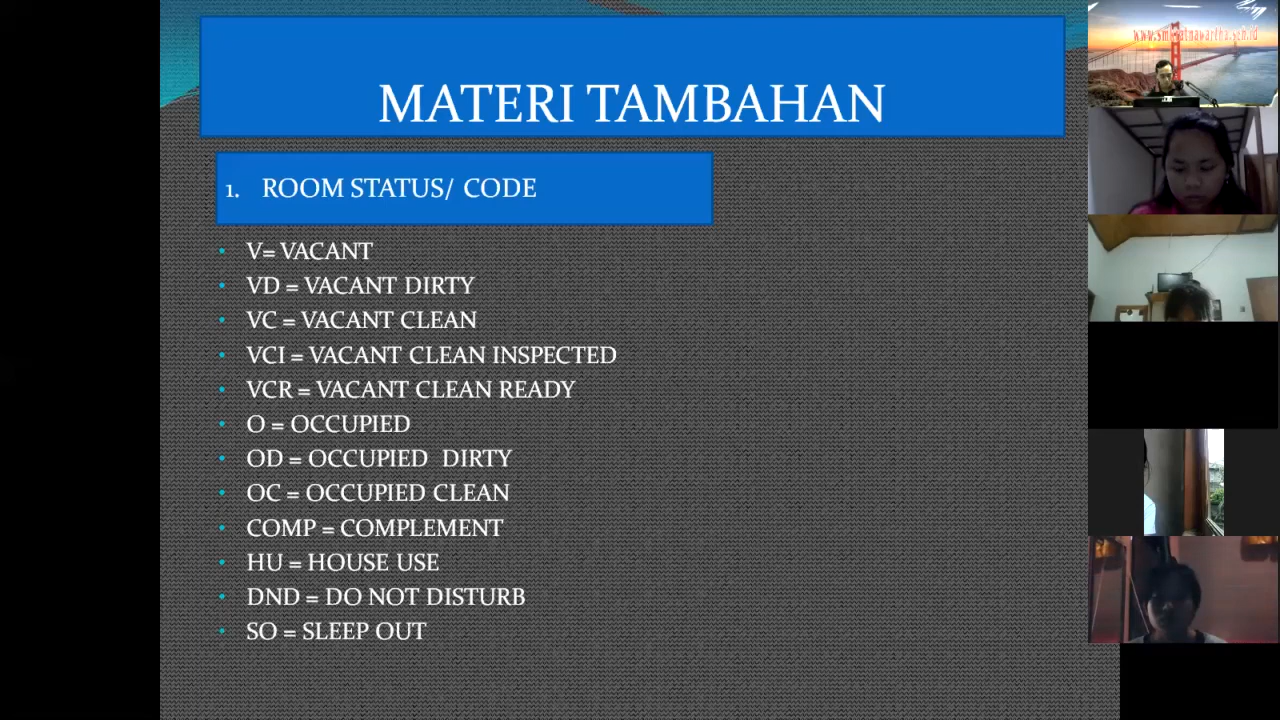 MATERI TAMBAHAN
1. ROOM STATUS/ CODE
• V= VACANT
• VD = VACANT DIRTY
• VC = VACANT CLEAN
• VCI = VACANT CLEAN INSPECTED
• VCR = VACANT CLEAN READY
• O = OCCUPIED
• OD = OCCUPIED DIRTY
• OC = OCCUPIED CLEAN
• COMP = COMPLEMENT
• HU = HOUSE USE
• DND = DO NOT DISTURB
• SO = SLEEP OUT